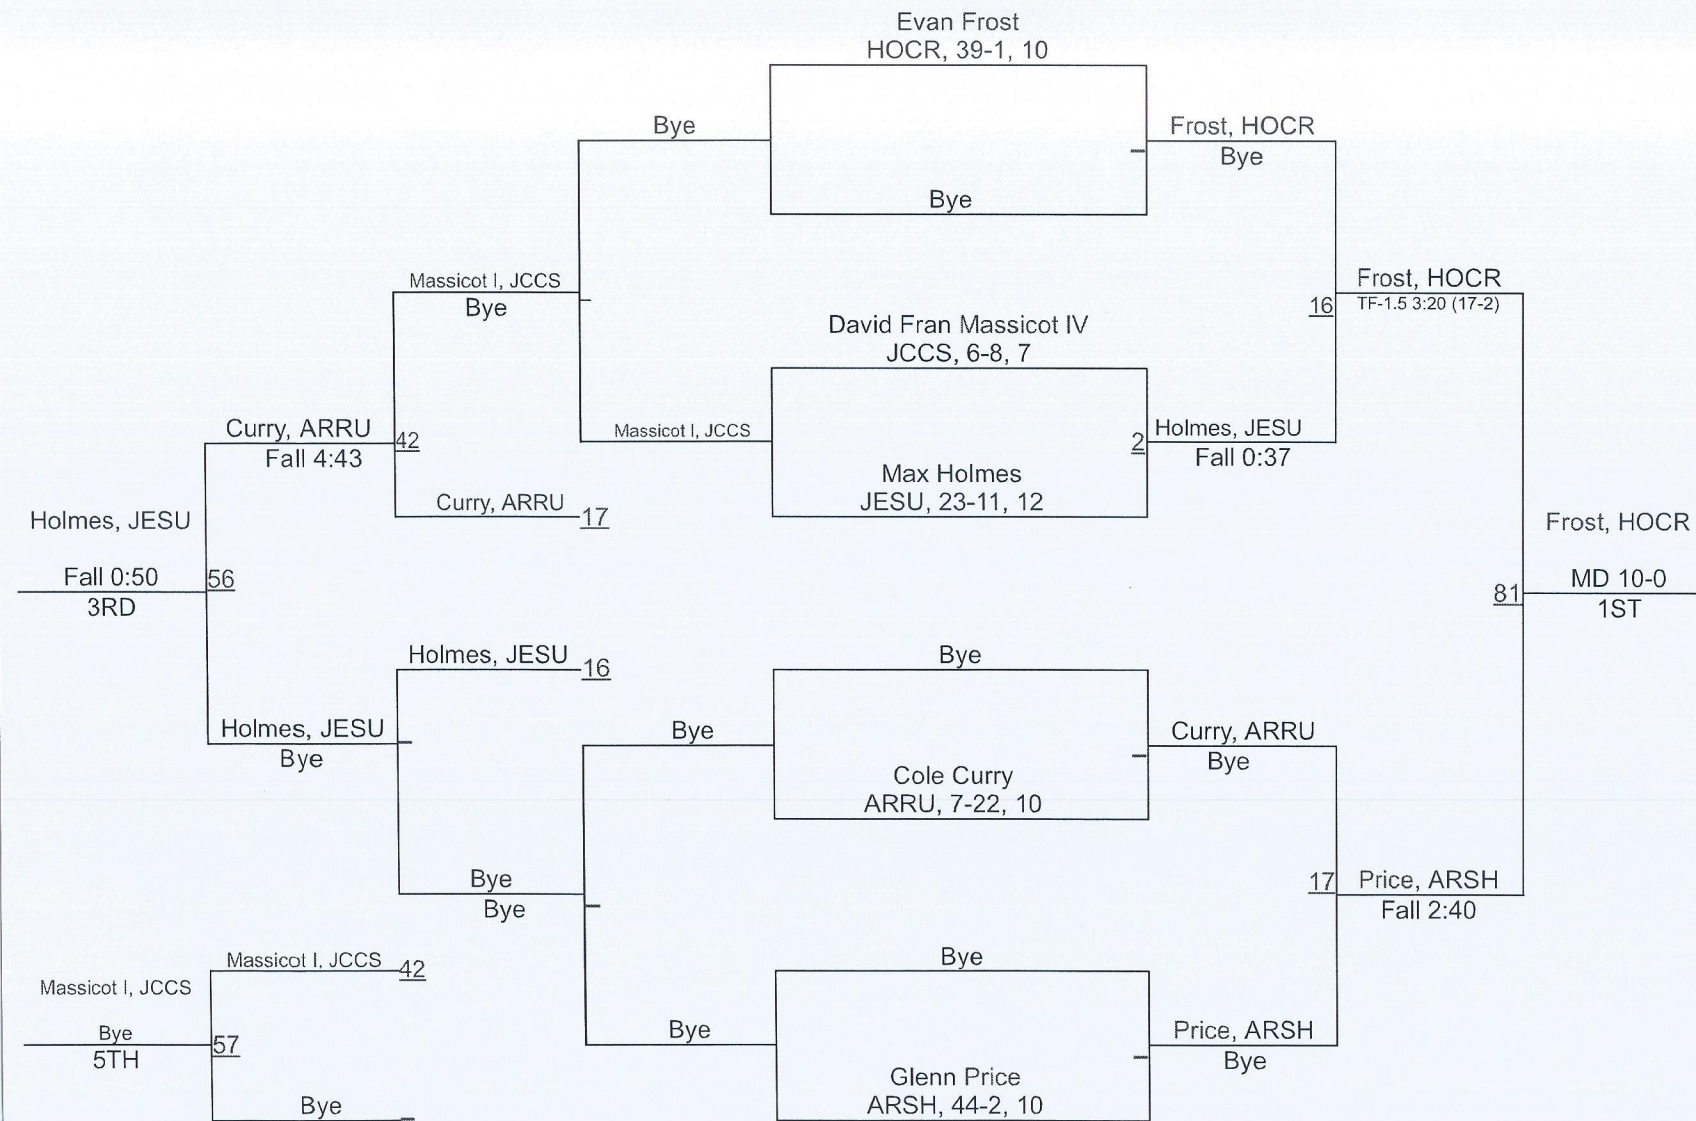 Evan Frost
HOCR, 39-1, 10
Bye
Frost, HOCR
Bye
Bye
Massicot I, JCCS
Bye
Frost, HOCR
16
TF-1.5 3:20 (17-2)
David Fran Massicot IV
JCCS, 6-8, 7
Curry, ARRU
42
Fall 4:43
Massicot I, JCCS
2
Holmes, JESU
Fall 0:37
Max Holmes
JESU, 23-11, 12
Curry, ARRU
17
Holmes, JESU
Fall 0:50
56
3RD
Frost, HOCR
81
MD 10-0
1ST
Holmes, JESU
16
Bye
Holmes, JESU
Bye
Bye
Curry, ARRU
Bye
Cole Curry
ARRU, 7-22, 10
Bye
Bye
17
Price, ARSH
Fall 2:40
Massicot I, JCCS
42
Bye
Massicot I, JCCS
Bye
57
5TH
Bye
Price, ARSH
Bye
Glenn Price
ARSH, 44-2, 10
Bye